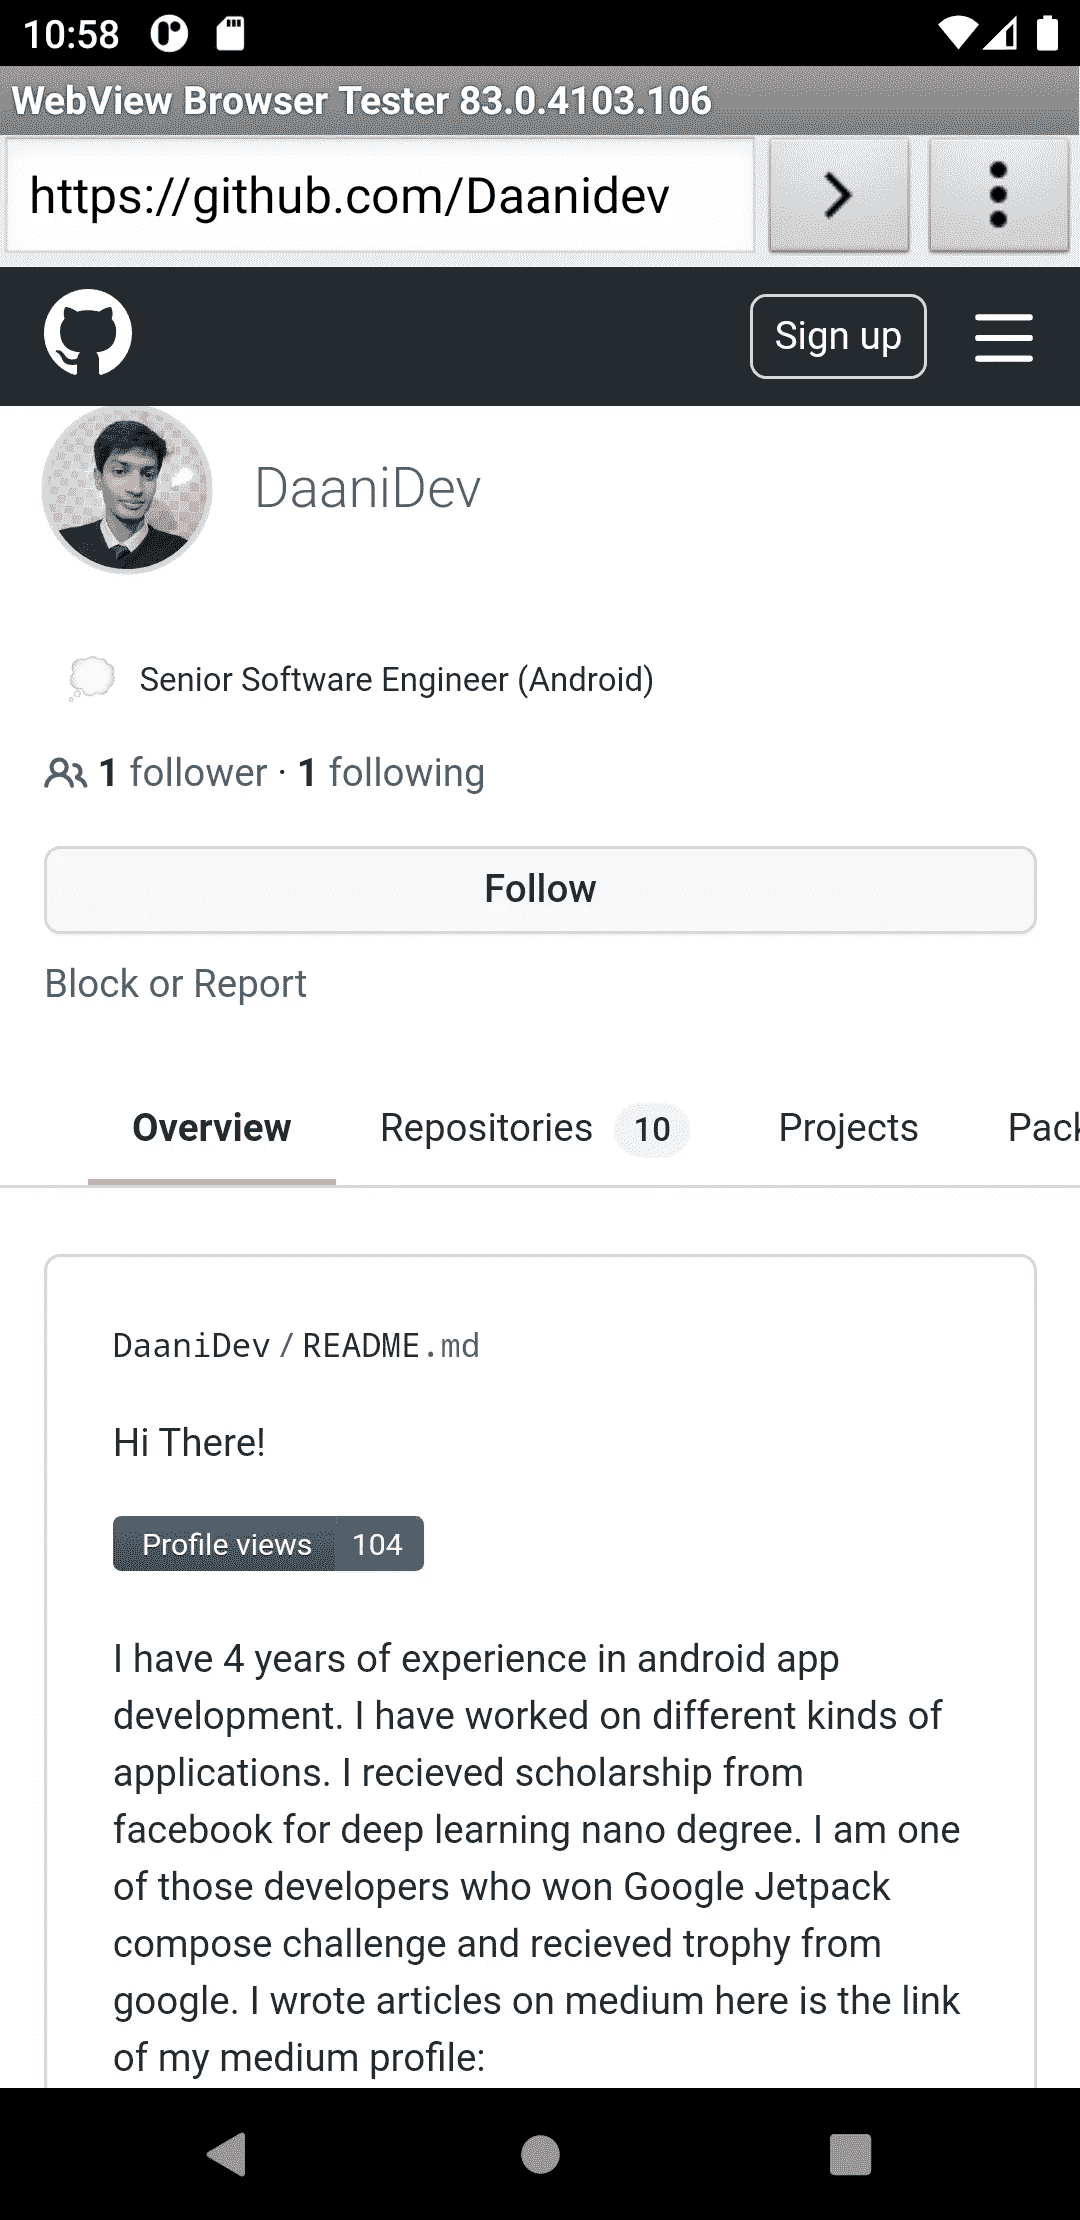 10:58
WebView Browser Tester 83.0.4103.106
https://github.com/Daanidev
Sign up
DaaniDev
Senior Software Engineer (Android)
1 follower · 1 following
Follow
Block or Report
Overview Repositories 10 Projects Pack
DaaniDev / README.md
Hi There!
Profile views 104
I have 4 years of experience in android app
development. I have worked on different kinds of
applications. I recieved scholarship from
facebook for deep learning nano degree. I am one
of those developers who won Google Jetpack
compose challenge and recieved trophy from
google. I wrote articles on medium here is the link
of my medium profile: